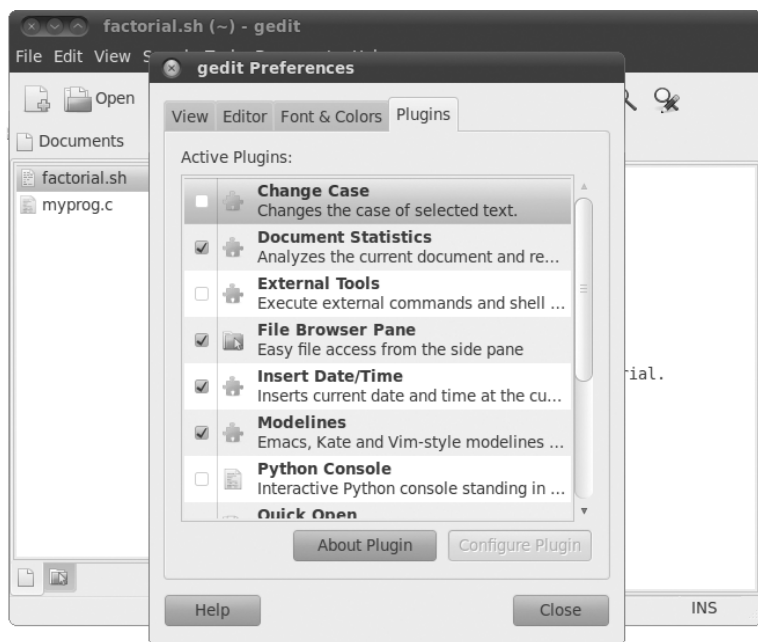 factorial.sh (~) - gedit
File Edit View
gedit Preferences
Open
View Editor Font & Colors Plugins
Documents
Active Plugins:
factorial.sh
myprog.c
Change Case
Changes the case of selected text.
Document Statistics
Analyzes the current document and re...
External Tools
Execute external commands and shell ...
File Browser Pane
Easy file access from the side pane
rial.
Insert Date/Time
Inserts current date and time at the cu...
Modelines
Emacs, Kate and Vim-style modelines ...
Python Console
Interactive Python console standing in ...
Quick Open
About Plugin Configure Plugin
Help Close
INS